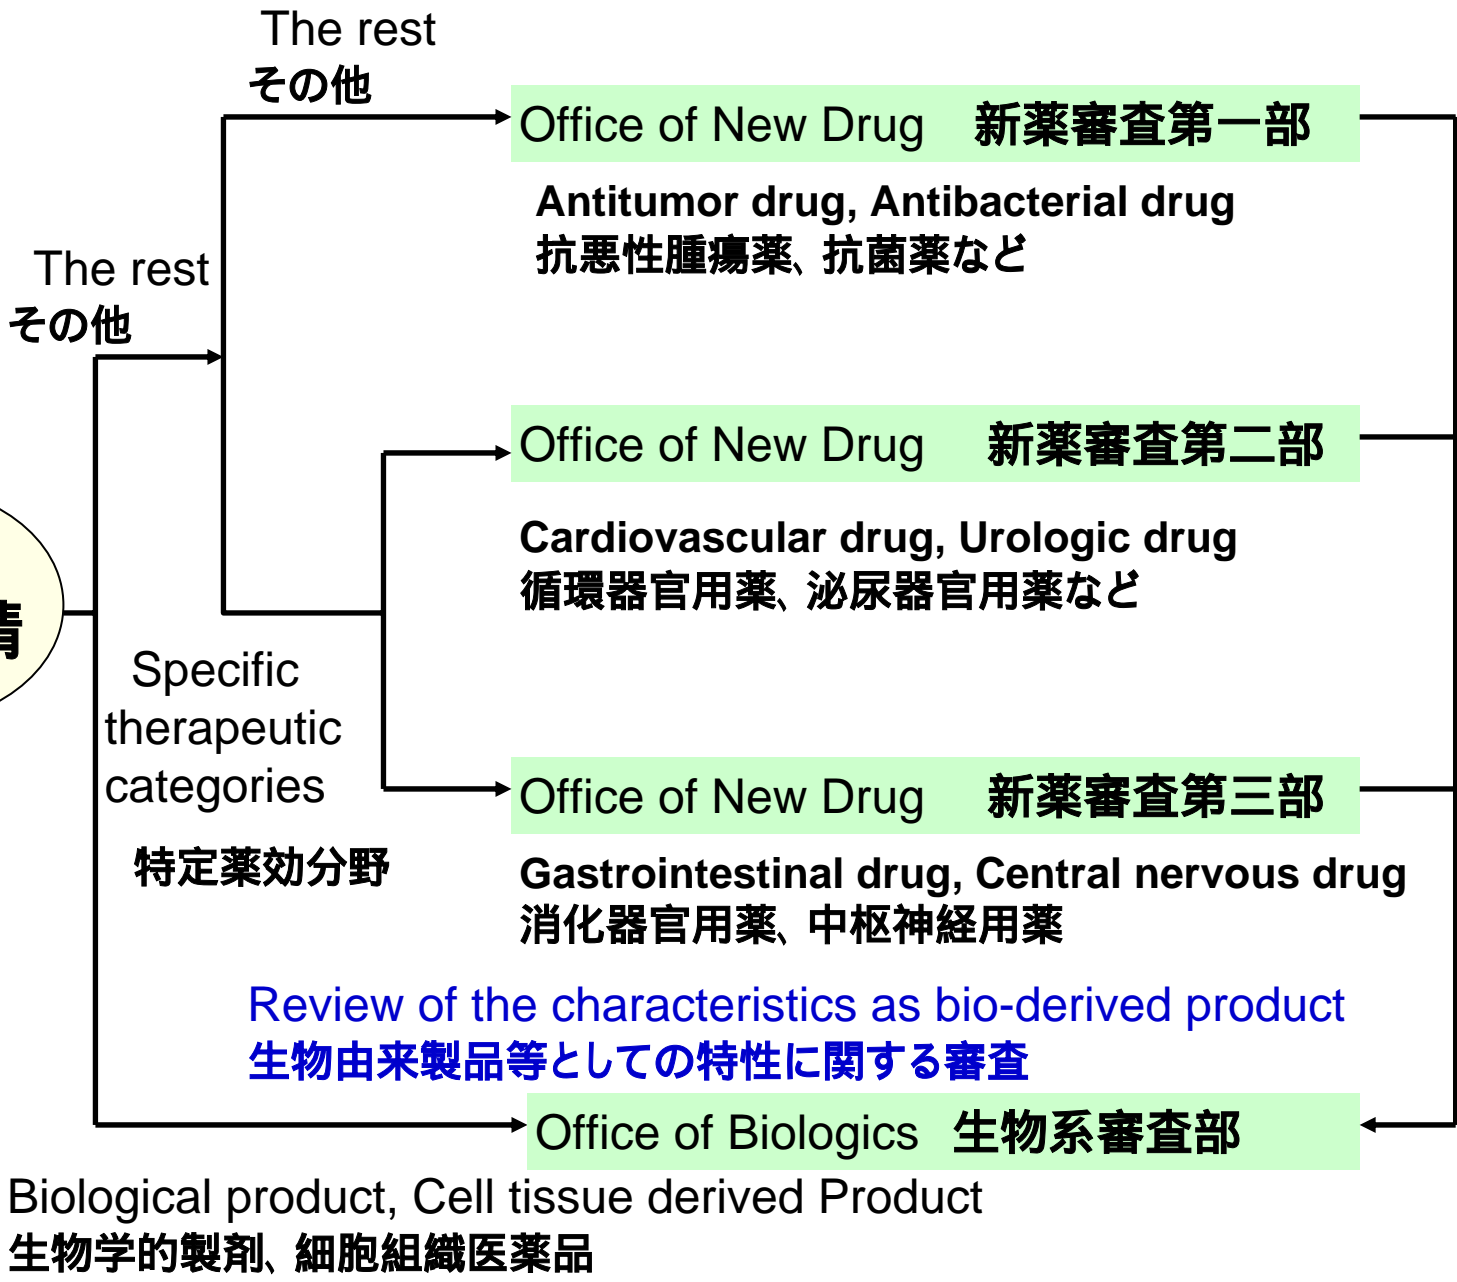 The rest
その他
Office of New Drug 新薬審査第一部
Antitumor drug, Antibacterial drug
抗悪性腫瘍薬、抗菌薬など
The rest
その他
Office of New Drug 新薬審査第二部
Cardiovascular drug, Urologic drug
循環器官用薬、泌尿器官用薬など
Specific
therapeutic
categories
特定薬効分野
Office of New Drug 新薬審査第三部
Gastrointestinal drug, Central nervous drug
消化器官用薬、中枢神経用薬
Review of the characteristics as bio-derived product
生物由来製品等としての特性に関する審査
Office of Biologics 生物系審査部
Biological product, Cell tissue derived Product
生物学的製剤、細胞組織医薬品